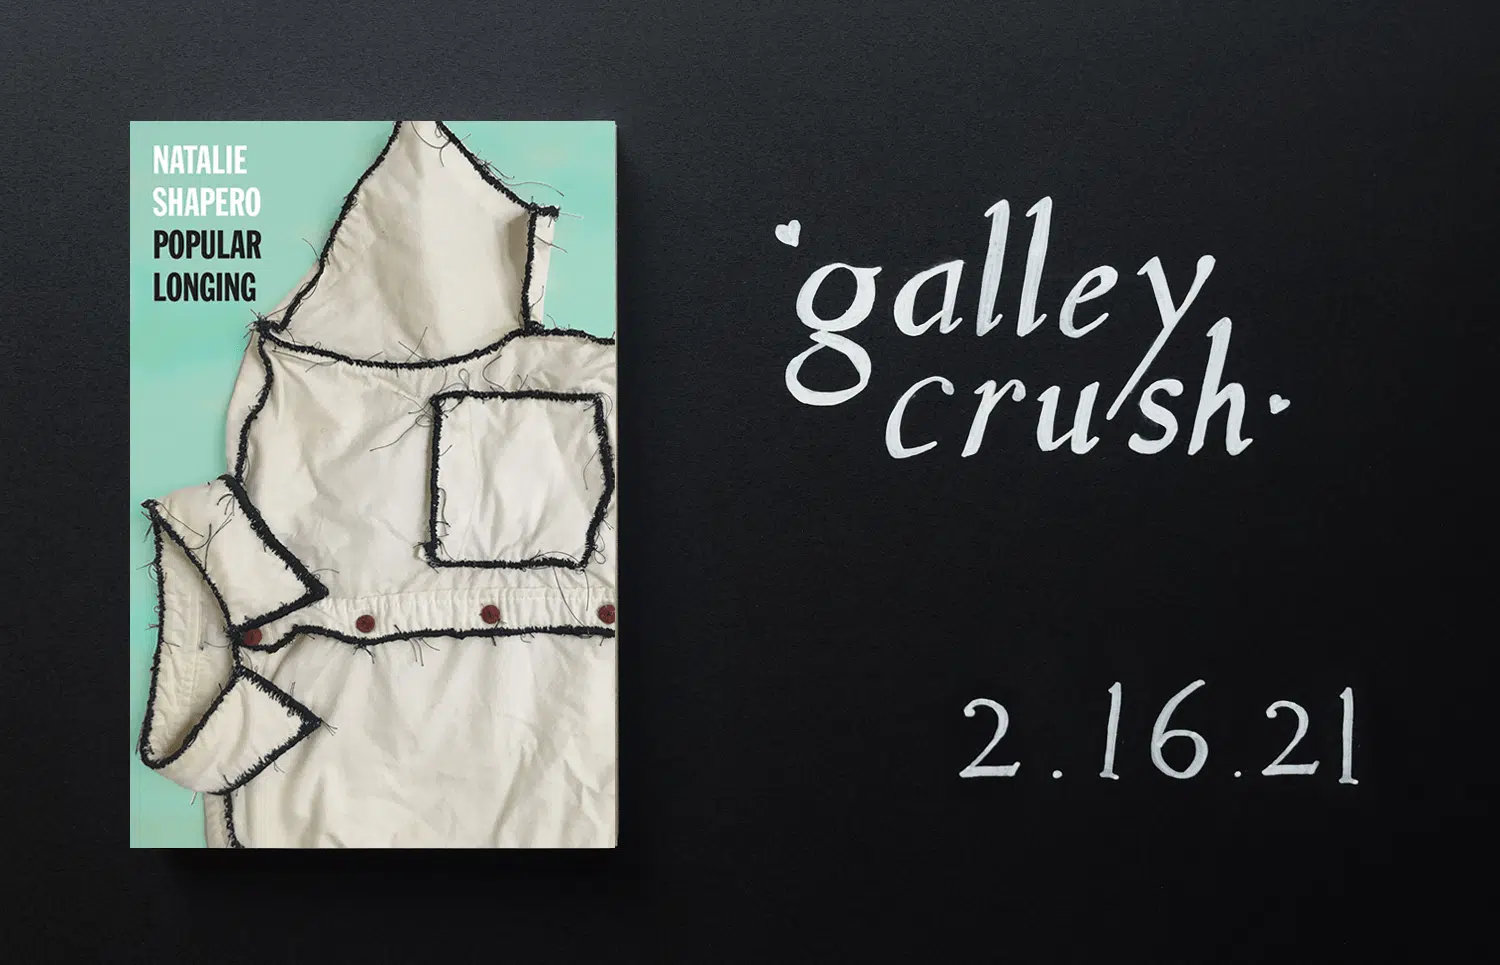 NATALIE
SHAPERO
POPULAR
LONGING
galley
crush
2.16.21